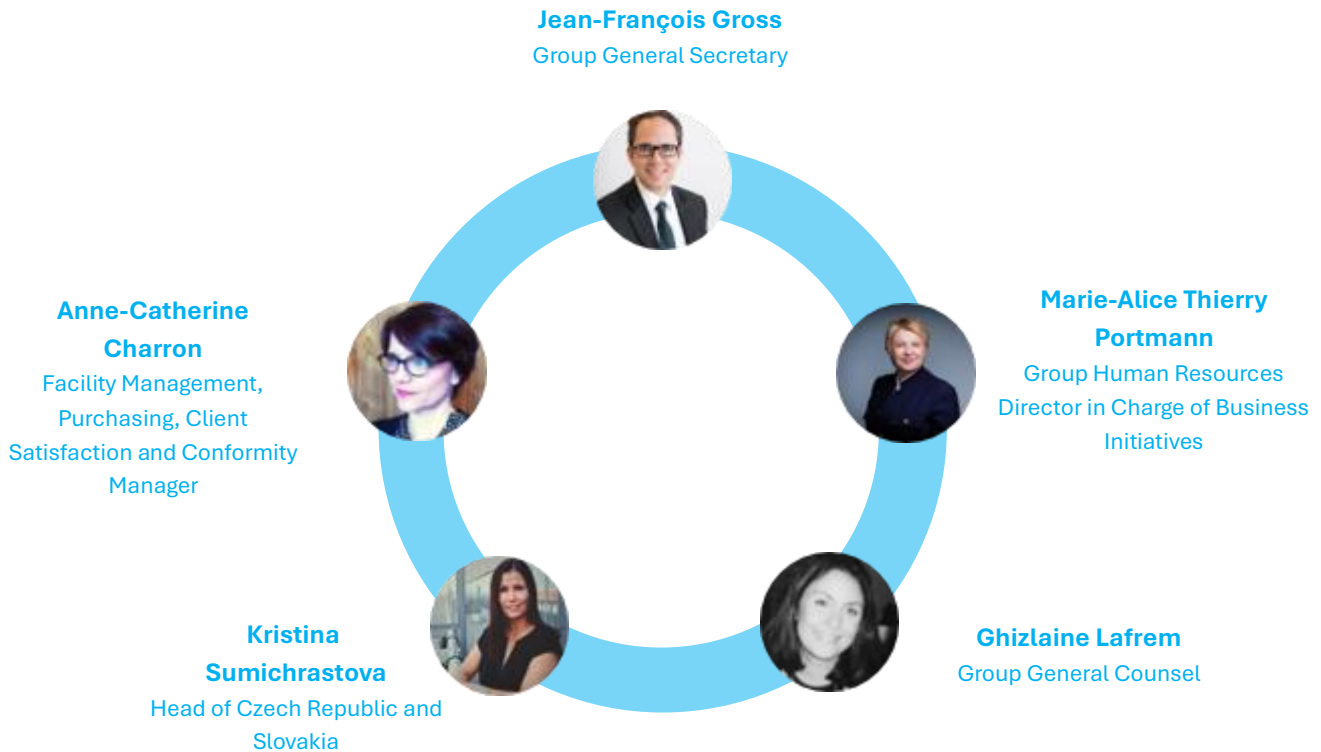 Jean-François Gross
Group General Secretary
Marie-Alice Thierry
Portmann
Group Human Resources
Director in Charge of Business
Initiatives
Ghizlaine Lafrem
Group General Counsel
Kristina
Sumichrastova
Head of Czech Republic and
Slovakia
Anne-Catherine
Charron
Facility Management,
Purchasing, Client
Satisfaction and Conformity
Manager